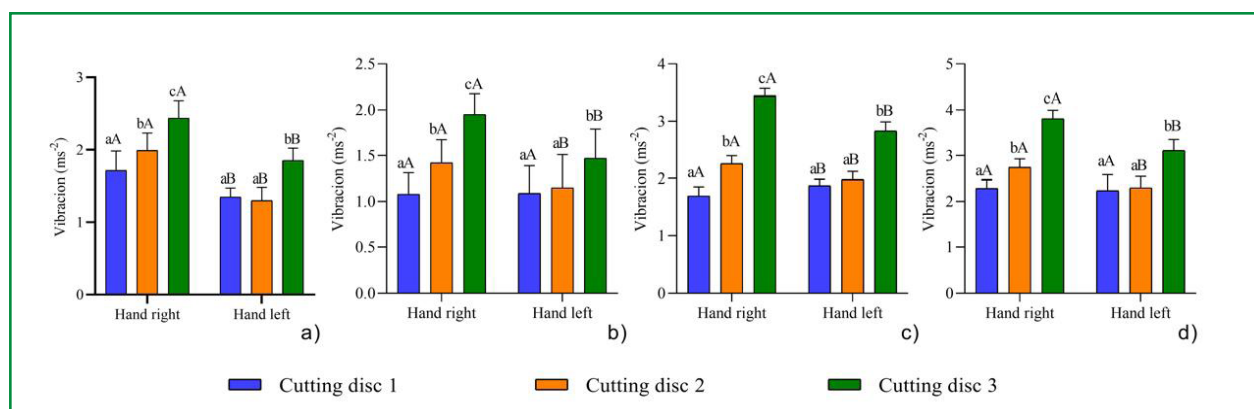 Vibracion (ms-2)
3
2
1
0
aA
bA
cA
aB
aB
bB
Hand right
Hand left
a)
Vibracion (ms-2)
2.5
2.0
1.5
1.0
0.5
0.0
aA
bA
cA
aA
aB
bB
Hand right
Hand left
b)
Vibracion (ms-2)
4
3
2
1
0
aA
bA
cA
aB
aB
bB
Hand right
Hand left
c)
Vibracion (ms-2)
5
4
3
2
1
0
aA
bA
cA
aA
aB
bB
Hand right
Hand left
d)
Cutting disc 1
Cutting disc 2
Cutting disc 3